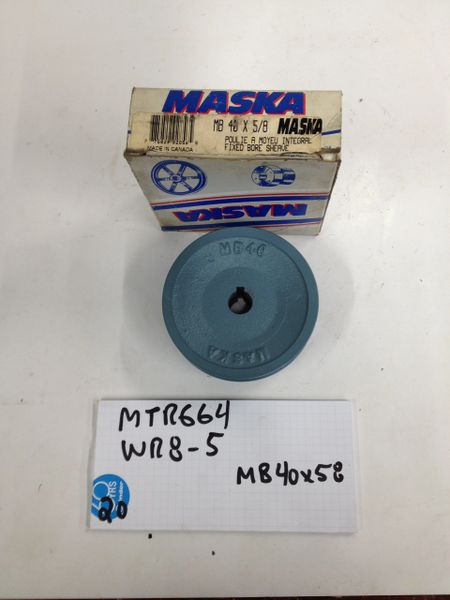 MASKA
MB 40 X 5/8 MASKA
POULIE A MOYEU INTEGRAL
FIXED BORE SHEAVE
MADE IN CANADA
MASKA
MB40
MASKA
MTR664
WR8-5
MB40x58
20